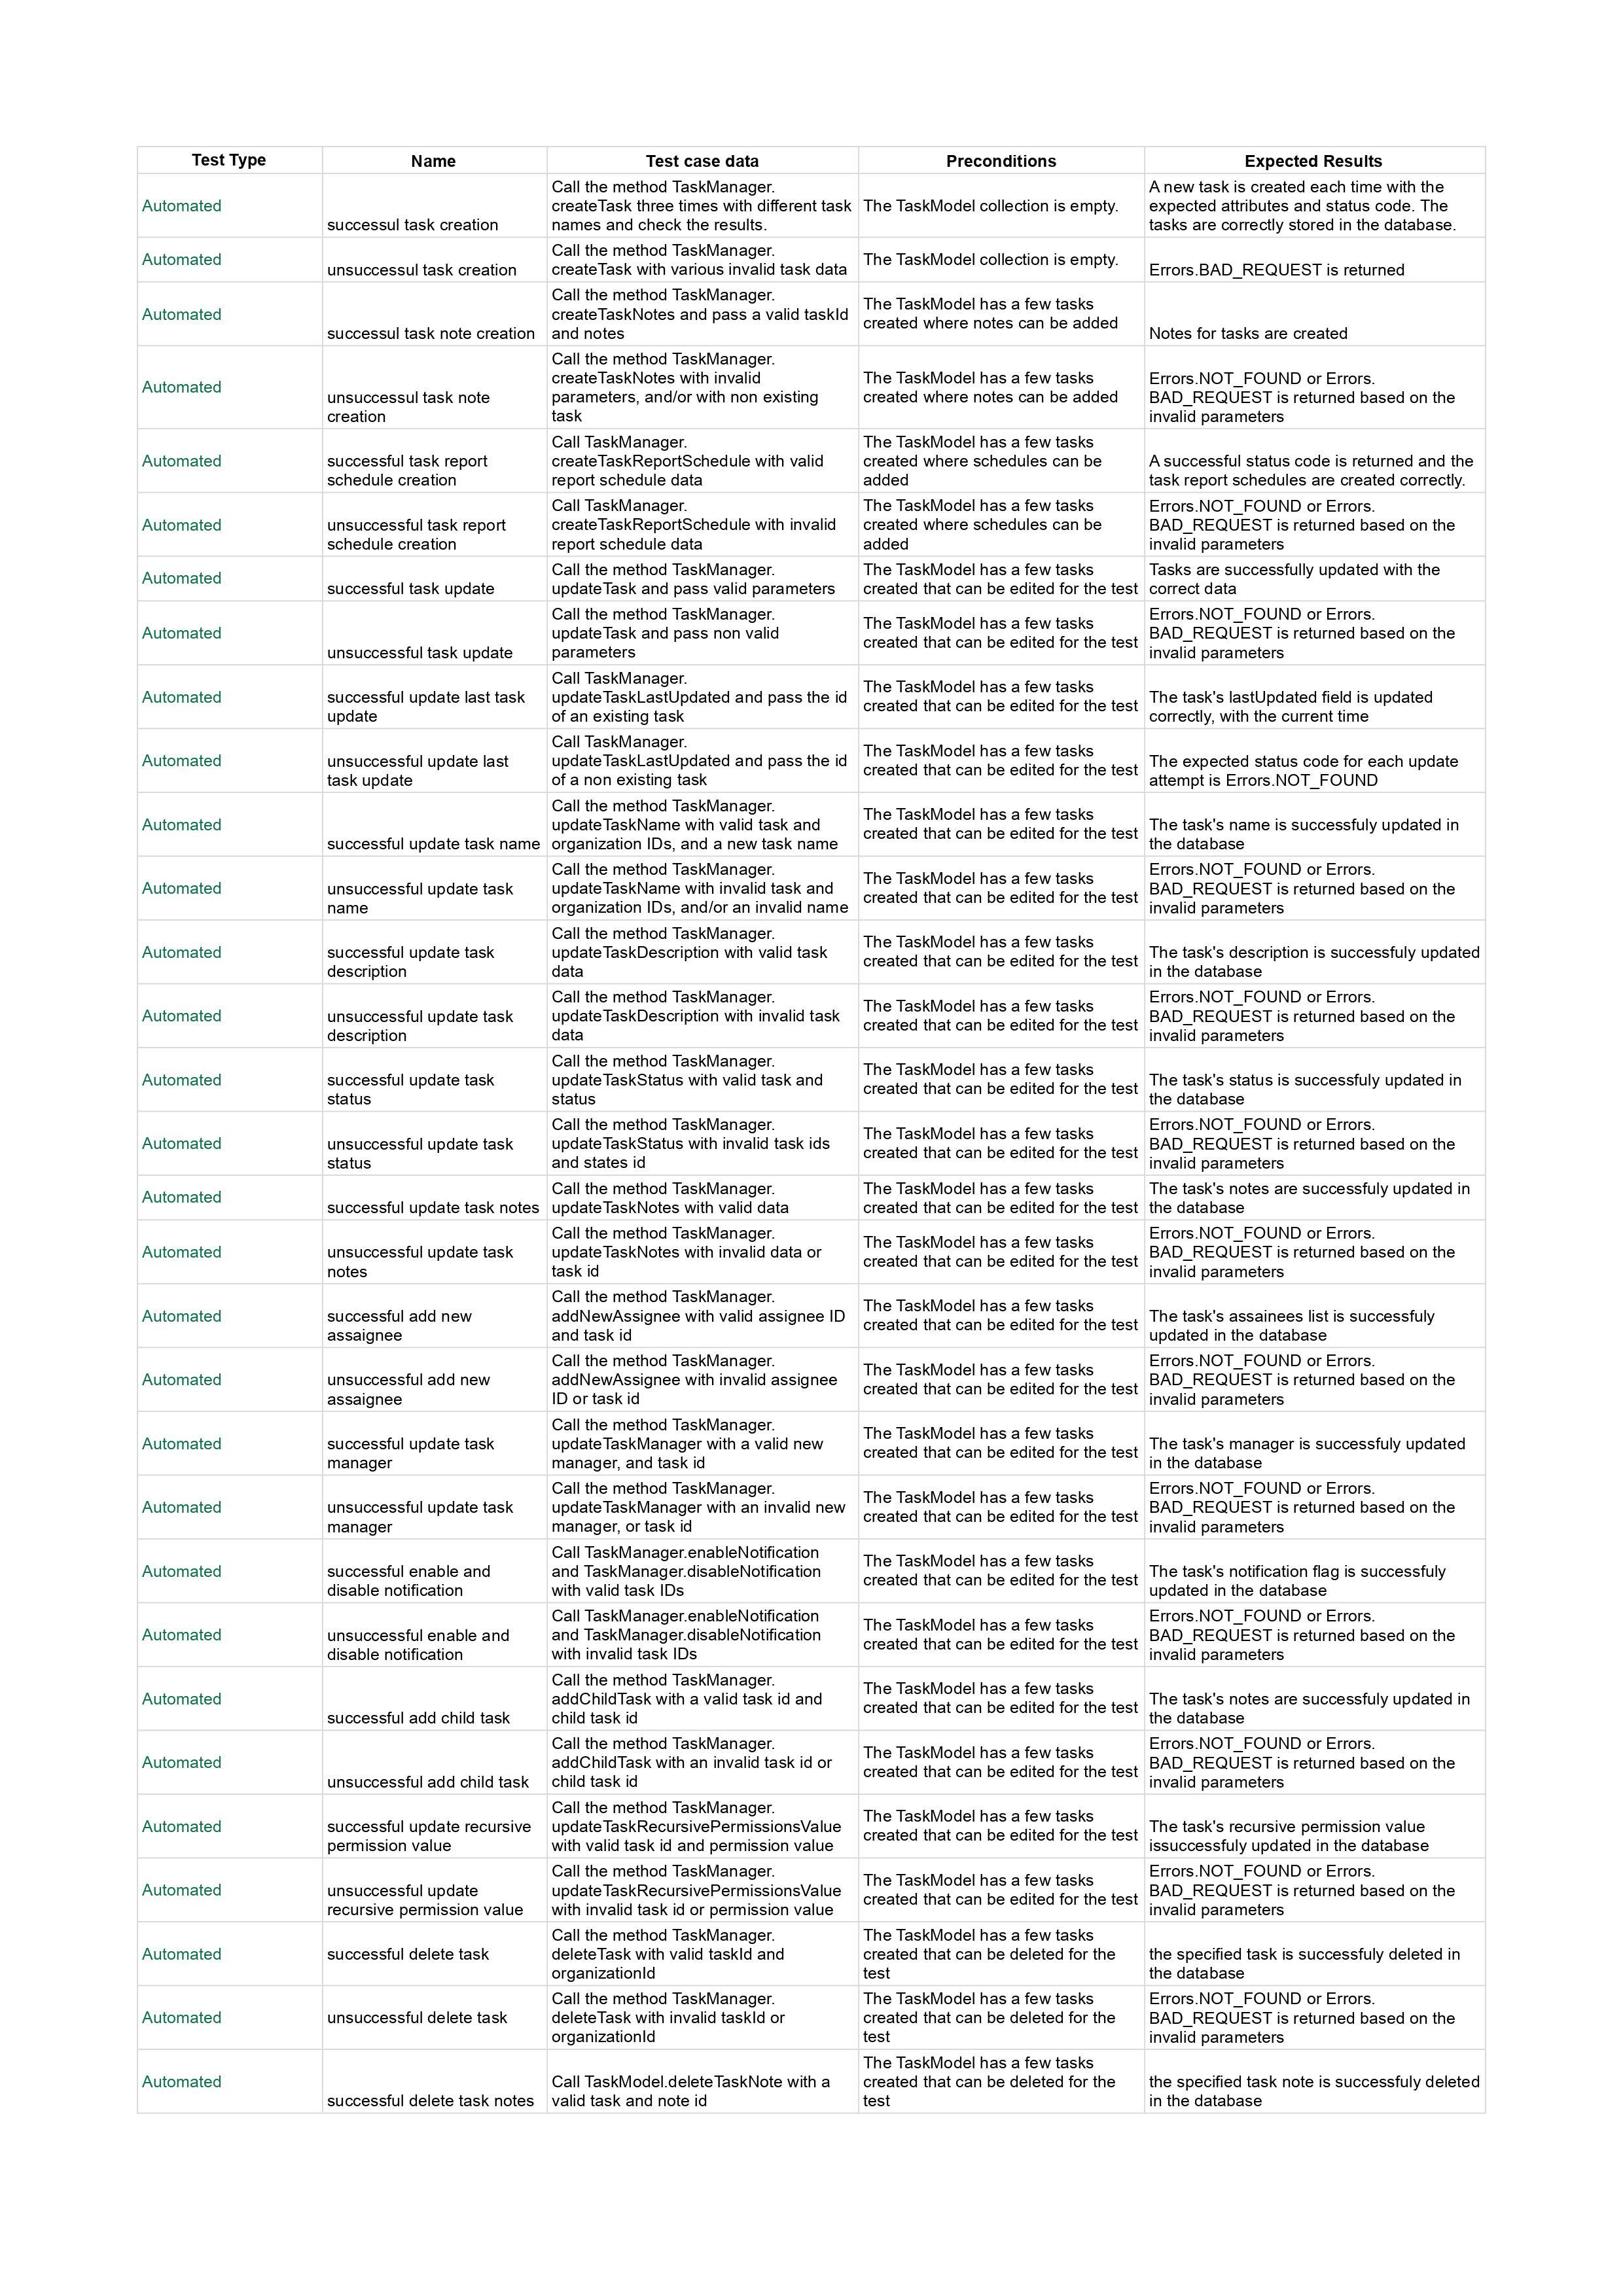 Test Type Name Test case data Preconditions Expected Results
Automated
successul task creation
Call the method TaskManager.
createTask three times with different task
names and check the results.
The TaskModel collection is empty.
A new task is created each time with the
expected attributes and status code. The
tasks are correctly stored in the database.
Automated
unsuccessul task creation
Call the method TaskManager.
createTask with various invalid task data
The TaskModel collection is empty.
Errors.BAD_REQUEST is returned
Automated
successul task note creation
Call the method TaskManager.
createTaskNotes and pass a valid taskId
and notes
The TaskModel has a few tasks
created where notes can be added
Notes for tasks are created
Automated
unsuccessul task note
creation
Call the method TaskManager.
createTaskNotes with invalid
parameters, and/or with non existing
task
The TaskModel has a few tasks
created where notes can be added
Errors.NOT_FOUND or Errors.
BAD_REQUEST is returned based on the
invalid parameters
Automated
successful task report
schedule creation
Call TaskManager.
createTaskReportSchedule with valid
report schedule data
The TaskModel has a few tasks
created where schedules can be
added
A successful status code is returned and the
task report schedules are created correctly.
Automated
unsuccessful task report
schedule creation
Call TaskManager.
createTaskReportSchedule with invalid
report schedule data
The TaskModel has a few tasks
created where schedules can be
added
Errors.NOT_FOUND or Errors.
BAD_REQUEST is returned based on the
invalid parameters
Automated
successful task update
Call the method TaskManager.
updateTask and pass valid parameters
The TaskModel has a few tasks
created that can be edited for the test
Tasks are successfully updated with the
correct data
Automated
unsuccessful task update
Call the method TaskManager.
updateTask and pass non valid
parameters
The TaskModel has a few tasks
created that can be edited for the test
Errors.NOT_FOUND or Errors.
BAD_REQUEST is returned based on the
invalid parameters
Automated
successful update last task
update
Call TaskManager.
updateTaskLastUpdated and pass the id
of an existing task
The TaskModel has a few tasks
created that can be edited for the test
The task's lastUpdated field is updated
correctly, with the current time
Automated
unsuccessful update last
task update
Call TaskManager.
updateTaskLastUpdated and pass the id
of a non existing task
The TaskModel has a few tasks
created that can be edited for the test
The expected status code for each update
attempt is Errors.NOT_FOUND
Automated
successful update task name
Call the method TaskManager.
updateTaskName with valid task and
organization IDs, and a new task name
The TaskModel has a few tasks
created that can be edited for the test
The task's name is successfuly updated in
the database
Automated
unsuccessful update task
name
Call the method TaskManager.
updateTaskName with invalid task and
organization IDs, and/or an invalid name
The TaskModel has a few tasks
created that can be edited for the test
Errors.NOT_FOUND or Errors.
BAD_REQUEST is returned based on the
invalid parameters
Automated
successful update task
description
Call the method TaskManager.
updateTaskDescription with valid task
data
The TaskModel has a few tasks
created that can be edited for the test
The task's description is successfuly updated
in the database
Automated
unsuccessful update task
description
Call the method TaskManager.
updateTaskDescription with invalid task
data
The TaskModel has a few tasks
created that can be edited for the test
Errors.NOT_FOUND or Errors.
BAD_REQUEST is returned based on the
invalid parameters
Automated
successful update task
status
Call the method TaskManager.
updateTaskStatus with valid task and
status
The TaskModel has a few tasks
created that can be edited for the test
The task's status is successfuly updated in
the database
Automated
unsuccessful update task
status
Call the method TaskManager.
updateTaskStatus with invalid task ids
and states id
The TaskModel has a few tasks
created that can be edited for the test
Errors.NOT_FOUND or Errors.
BAD_REQUEST is returned based on the
invalid parameters
Automated
successful update task notes
Call the method TaskManager.
updateTaskNotes with valid data
The TaskModel has a few tasks
created that can be edited for the test
The task's notes are successfuly updated in
the database
Automated
unsuccessful update task
notes
Call the method TaskManager.
updateTaskNotes with invalid data or
task id
The TaskModel has a few tasks
created that can be edited for the test
Errors.NOT_FOUND or Errors.
BAD_REQUEST is returned based on the
invalid parameters
Automated
successful add new
assaignee
Call the method TaskManager.
addNewAssignee with valid assignee ID
and task id
The TaskModel has a few tasks
created that can be edited for the test
The task's assainees list is successfuly
updated in the database
Automated
unsuccessful add new
assaignee
Call the method TaskManager.
addNewAssignee with invalid assignee
ID or task id
The TaskModel has a few tasks
created that can be edited for the test
Errors.NOT_FOUND or Errors.
BAD_REQUEST is returned based on the
invalid parameters
Automated
successful update task
manager
Call the method TaskManager.
updateTaskManager with a valid new
manager, and task id
The TaskModel has a few tasks
created that can be edited for the test
The task's manager is successfuly updated
in the database
Automated
unsuccessful update task
manager
Call the method TaskManager.
updateTaskManager with an invalid new
manager, or task id
The TaskModel has a few tasks
created that can be edited for the test
Errors.NOT_FOUND or Errors.
BAD_REQUEST is returned based on the
invalid parameters
Automated
successful enable and
disable notification
Call TaskManager.enableNotification
and TaskManager.disableNotification
with valid task IDs
The TaskModel has a few tasks
created that can be edited for the test
The task's notification flag is successfuly
updated in the database
Automated
unsuccessful enable and
disable notification
Call TaskManager.enableNotification
and TaskManager.disableNotification
with invalid task IDs
The TaskModel has a few tasks
created that can be edited for the test
Errors.NOT_FOUND or Errors.
BAD_REQUEST is returned based on the
invalid parameters
Automated
successful add child task
Call the method TaskManager.
addChildTask with a valid task id and
child task id
The TaskModel has a few tasks
created that can be edited for the test
The task's notes are successfuly updated in
the database
Automated
unsuccessful add child task
Call the method TaskManager.
addChildTask with an invalid task id or
child task id
The TaskModel has a few tasks
created that can be edited for the test
Errors.NOT_FOUND or Errors.
BAD_REQUEST is returned based on the
invalid parameters
Automated
successful update recursive
permission value
Call the method TaskManager.
updateTaskRecursivePermissionsValue
with valid task id and permission value
The TaskModel has a few tasks
created that can be edited for the test
The task's recursive permission value
issuccessfuly updated in the database
Automated
unsuccessful update
recursive permission value
Call the method TaskManager.
updateTaskRecursivePermissionsValue
with invalid task id or permission value
The TaskModel has a few tasks
created that can be edited for the test
Errors.NOT_FOUND or Errors.
BAD_REQUEST is returned based on the
invalid parameters
Automated
successful delete task
Call the method TaskManager.
deleteTask with valid taskId and
organizationId
The TaskModel has a few tasks
created that can be deleted for the
test
the specified task is successfuly deleted in
the database
Automated
unsuccessful delete task
Call the method TaskManager.
deleteTask with invalid taskId or
organizationId
The TaskModel has a few tasks
created that can be deleted for the
test
Errors.NOT_FOUND or Errors.
BAD_REQUEST is returned based on the
invalid parameters
Automated
successful delete task notes
Call TaskModel.deleteTaskNote with a
valid task and note id
The TaskModel has a few tasks
created that can be deleted for the
test
the specified task note is successfuly deleted
in the database